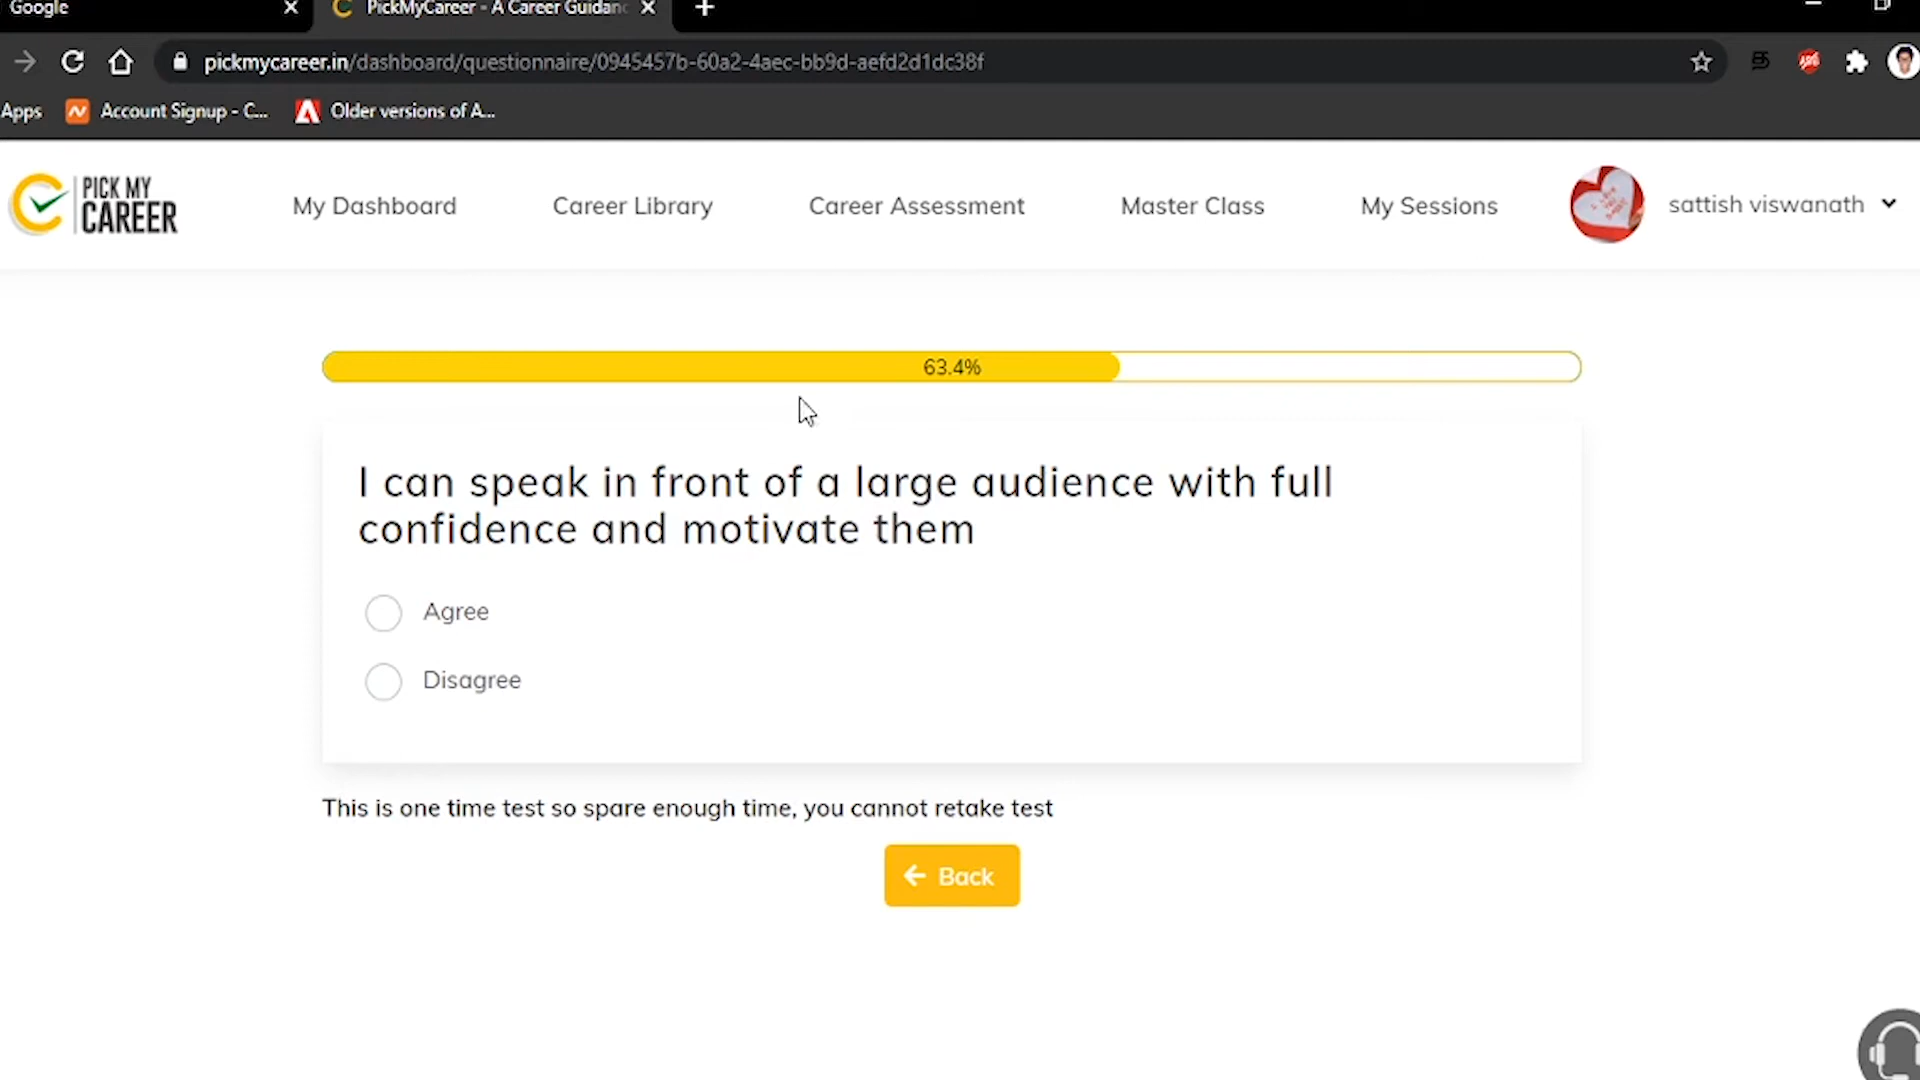 Google
PickMyCareer - A Career Guidanc
pickmycareer.in/dashboard/questionnaire/0945457b-60a2-4aec-bb9d-aefd2d1dc38f
Apps
Account Signup - C...
Older versions of A...
PICK MY
CAREER
My Dashboard
Career Library
Career Assessment
Master Class
My Sessions
sattish viswanath
63.4%
I can speak in front of a large audience with full
confidence and motivate them
Agree
Disagree
This is one time test so spare enough time, you cannot retake test
Back